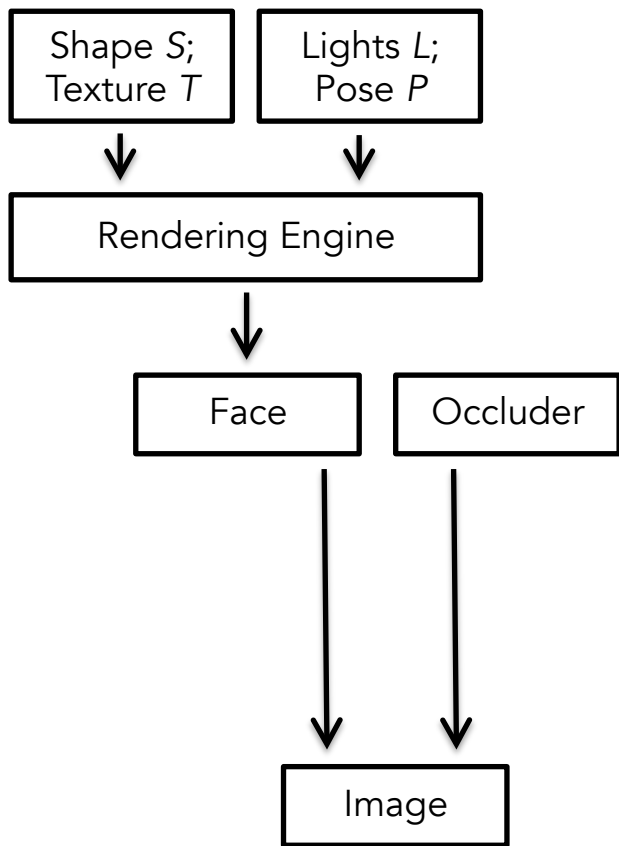 Shape S;
Texture T
Lights L;
Pose P
Rendering Engine
Face
Occluder
Image